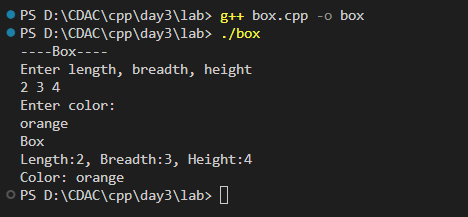 PS D:\CDAC\cpp\day3\lab> g++ box.cpp -o box
PS D:\CDAC\cpp\day3\lab> ./box
----Box----
Enter length, breadth, height
2 3 4
Enter color:
orange
Box
Length:2, Breadth:3, Height:4
Color: orange
PS D:\CDAC\cpp\day3\lab>